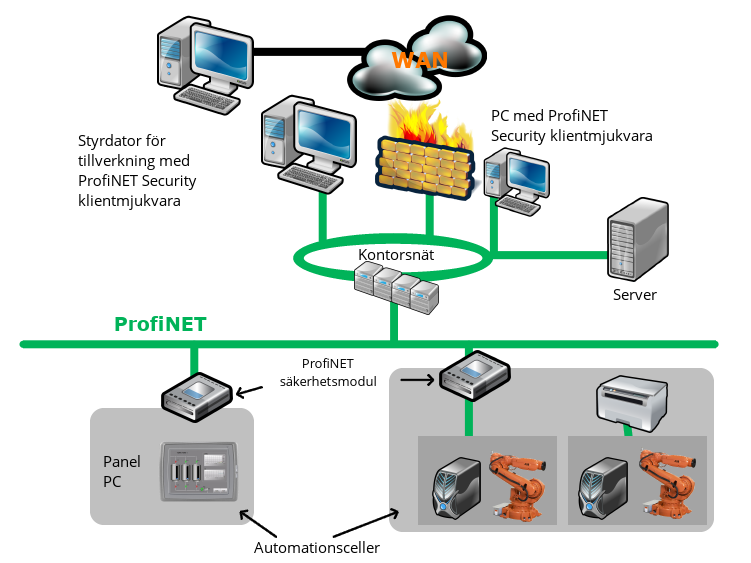 WAN
PC med ProfiNET
Security klientmjukvara
Styrdator för
tillverkning med
ProfiNET Security
klientmjukvara
Kontorsnät
Server
ProfiNET
ProfiNET
säkerhetsmodul
Panel
PC
Automationsceller